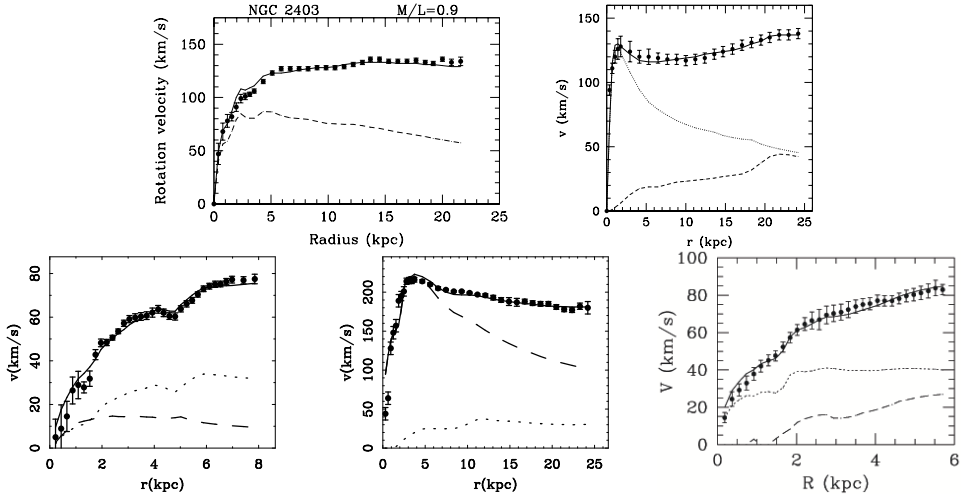 NGC 2403 M/L=0.9
Rotation velocity (km/s)
150
100
50
0
0 5 10 15 20 25
Radius (kpc)
v (km/s)
150
100
50
0
0 5 10 15 20 25
r (kpc)
v(km/s)
80
60
40
20
0
0 2 4 6 8
r(kpc)
v(km/s)
200
150
100
50
0
0 5 10 15 20 25
r(kpc)
V (km/s)
100
80
60
40
20
0
0 2 4 6
R (kpc)